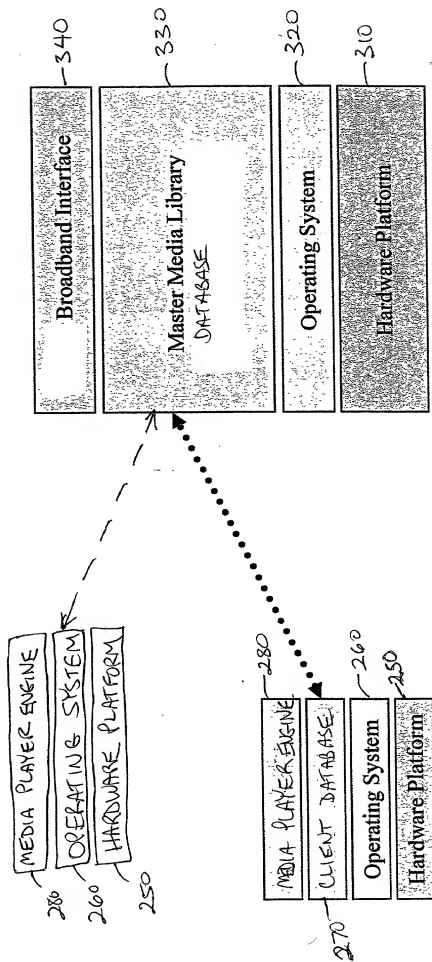 MEDIA PLAYER ENGINE
OPERATING SYSTEM
HARDWARE PLATFORM
280
260
250
MEDIA PLAYER ENGINE
CLIENT DATABASE
Operating System
Hardware Platform
280
270
260
250
Broadband Interface
340
Master Media Library
DATABASE
330
Operating System
320
Hardware Platform
310